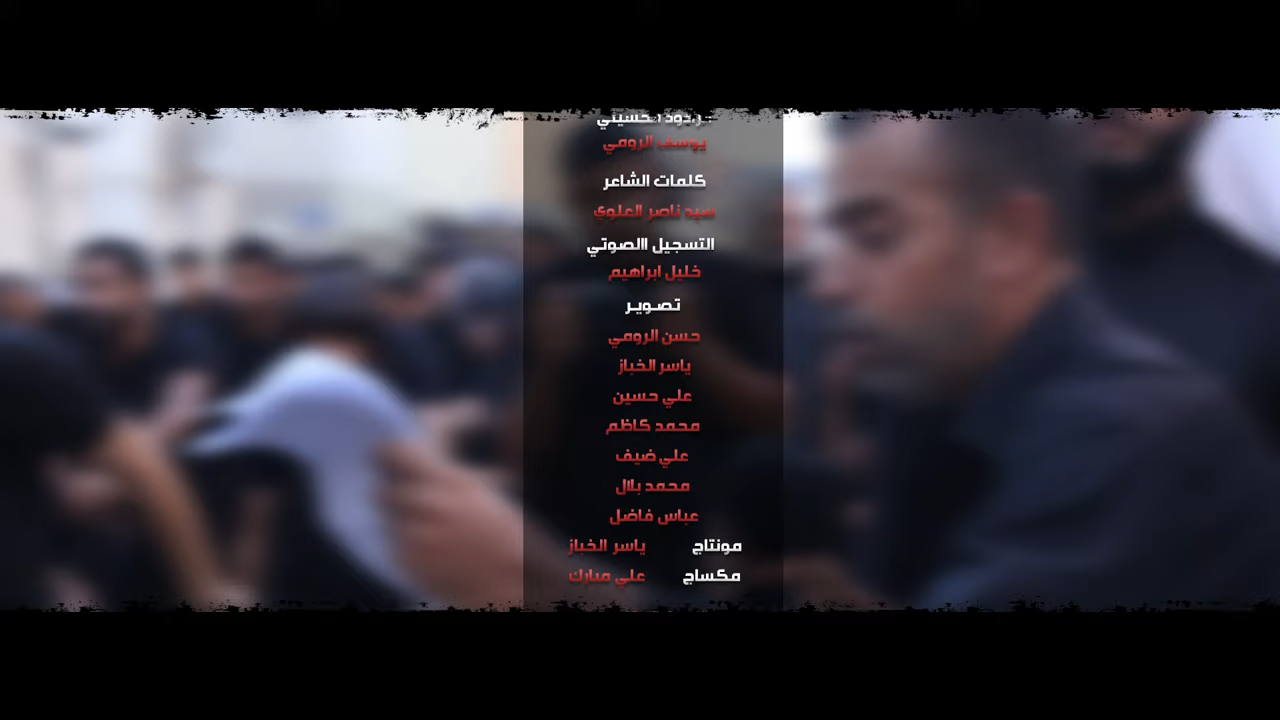 يوسف الرومي
كلمات الشاعر
سيد ناصر العلوي
التسجيل االصوتي
خليل ابراهيم
تصوير
حسن الرومي
ياسر الخباز
علي حسين
محمد كاظم
علي ضيف
محمد بلال
عباس فاضل
مونتاج ياسر الخباز
مكساج علي مبارك